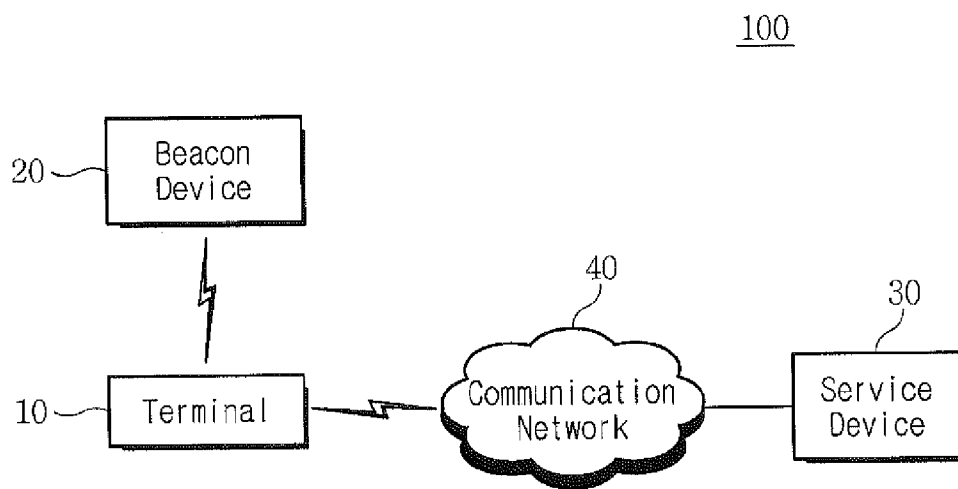 100
Beacon
Device
20
40
30
10
Terminal
Communication
Network
Service
Device